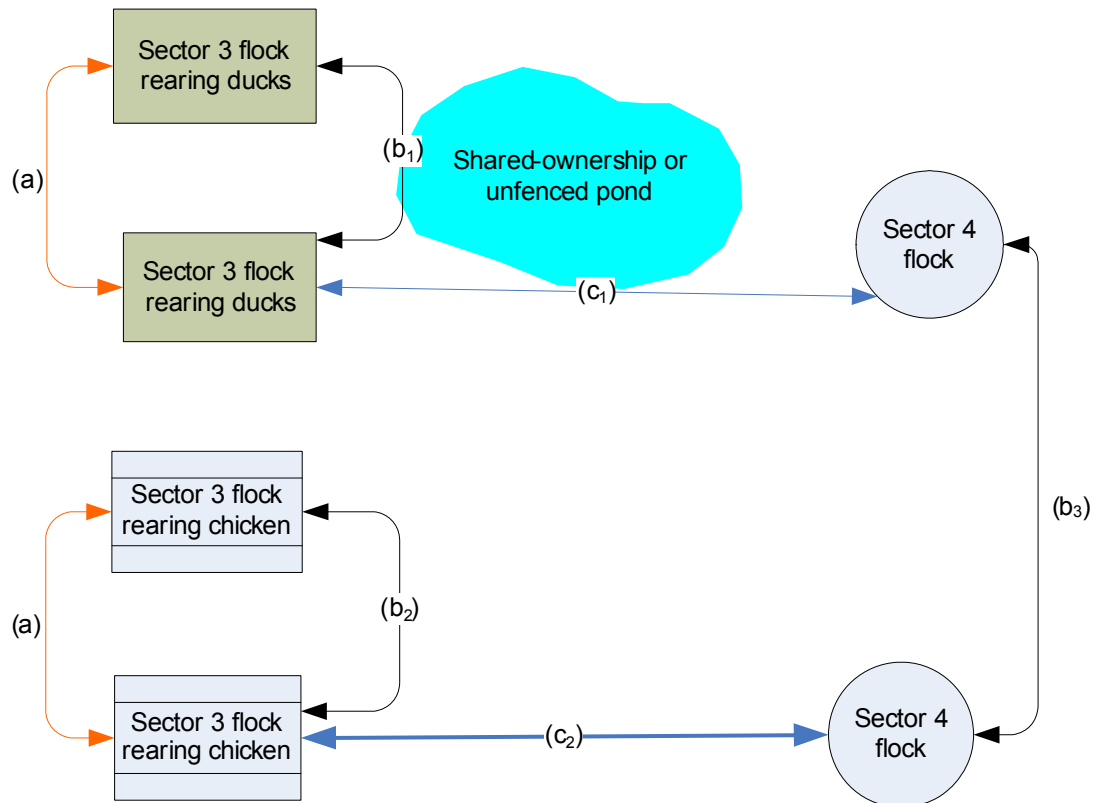 Sector 3 flock
rearing ducks
(a)
(b₁)
Shared-ownership or
unfenced pond
Sector 4
flock
Sector 3 flock
rearing ducks
(c₁)
Sector 3 flock
rearing chicken
(b₃)
(a)
(b₂)
Sector 3 flock
rearing chicken
(c₂)
Sector 4
flock